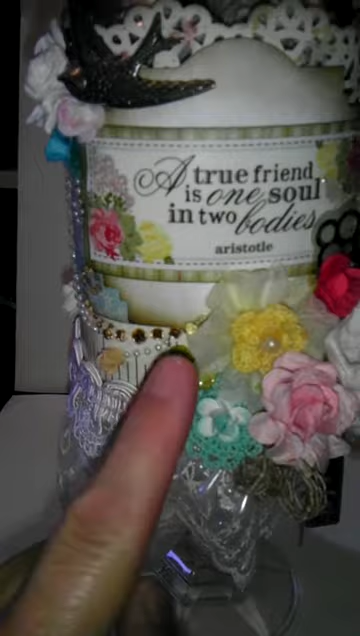 A true friend
is one soul
in two bodies
aristotle